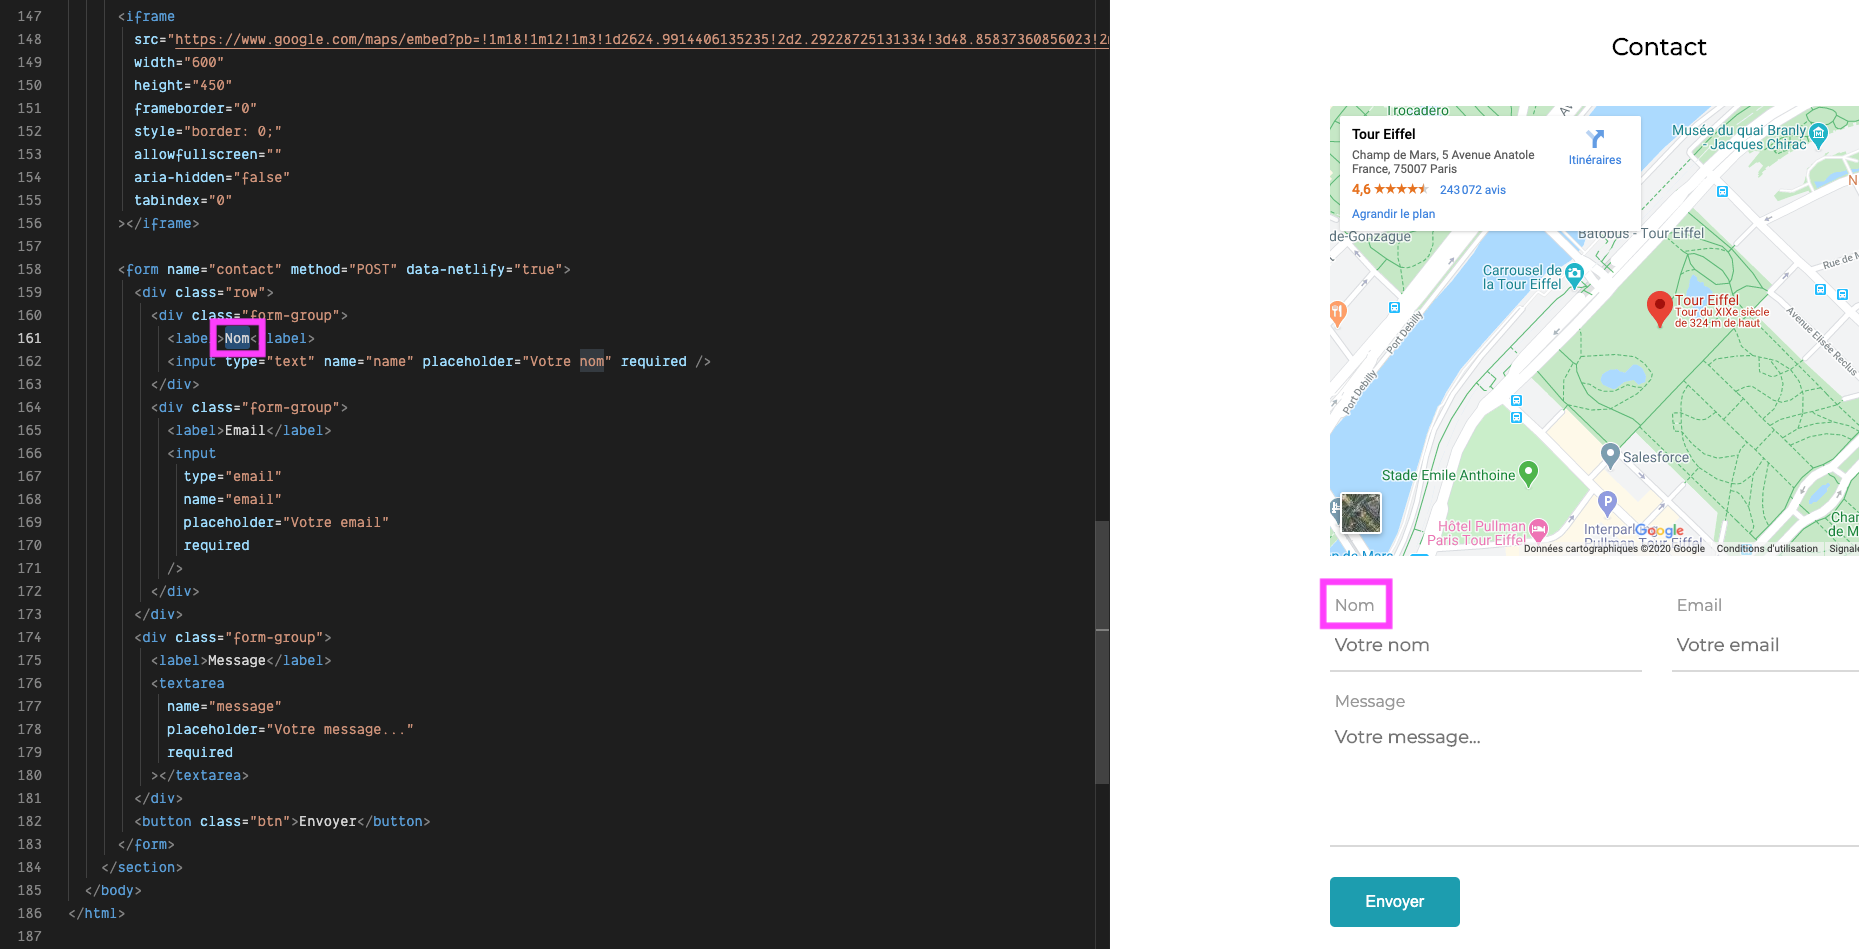 147 <iframe
148 src="https://www.google.com/maps/embed?pb=!1m18!1m12!1m3!1d2624.9914406135235!2d2.29228725131334!3d48.85837360856023!2m
149 width="600"
150 height="450"
151 frameborder="0"
152 style="border: 0;"
153 allowfullscreen=""
154 aria-hidden="false"
155 tabindex="0"
156 ></iframe>
157
158 <form name="contact" method="POST" data-netlify="true">
159 <div class="row">
160 <div class="form-group">
161 <label>Nom</label>
162 <input type="text" name="name" placeholder="Votre nom" required />
163 </div>
164 <div class="form-group">
165 <label>Email</label>
166 <input
167 type="email"
168 name="email"
169 placeholder="Votre email"
170 required
171 />
172 </div>
173 </div>
174 <div class="form-group">
175 <label>Message</label>
176 <textarea
177 name="message"
178 placeholder="Votre message..."
179 required
180 ></textarea>
181 </div>
182 <button class="btn">Envoyer</button>
183 </form>
184 </section>
185 </body>
186 </html>
187
Contact
Trocadéro
Tour Eiffel
Champ de Mars, 5 Avenue Anatole
France, 75007 Paris
4,6 243 072 avis
Agrandir le plan
Itinéraires
Musée du quai Branly
- Jacques Chirac
de-Gonzague
Batobus - Tour Eiffel
Rue de
Carrousel de
la Tour Eiffel
Tour Eiffel
Tour du XIXe siècle
de 324 m de haut
Port Debilly
Port Debilly
Avenue Elisée Reclus
Salesforce
Stade Emile Anthoine
P
Hôtel Pullman
Paris Tour Eiffel
Interpark
Pullman Tour Eiffel
Google
Données cartographiques ©2020 Google Conditions d'utilisation
Nom
Email
Votre nom
Votre email
Message
Votre message...
Envoyer